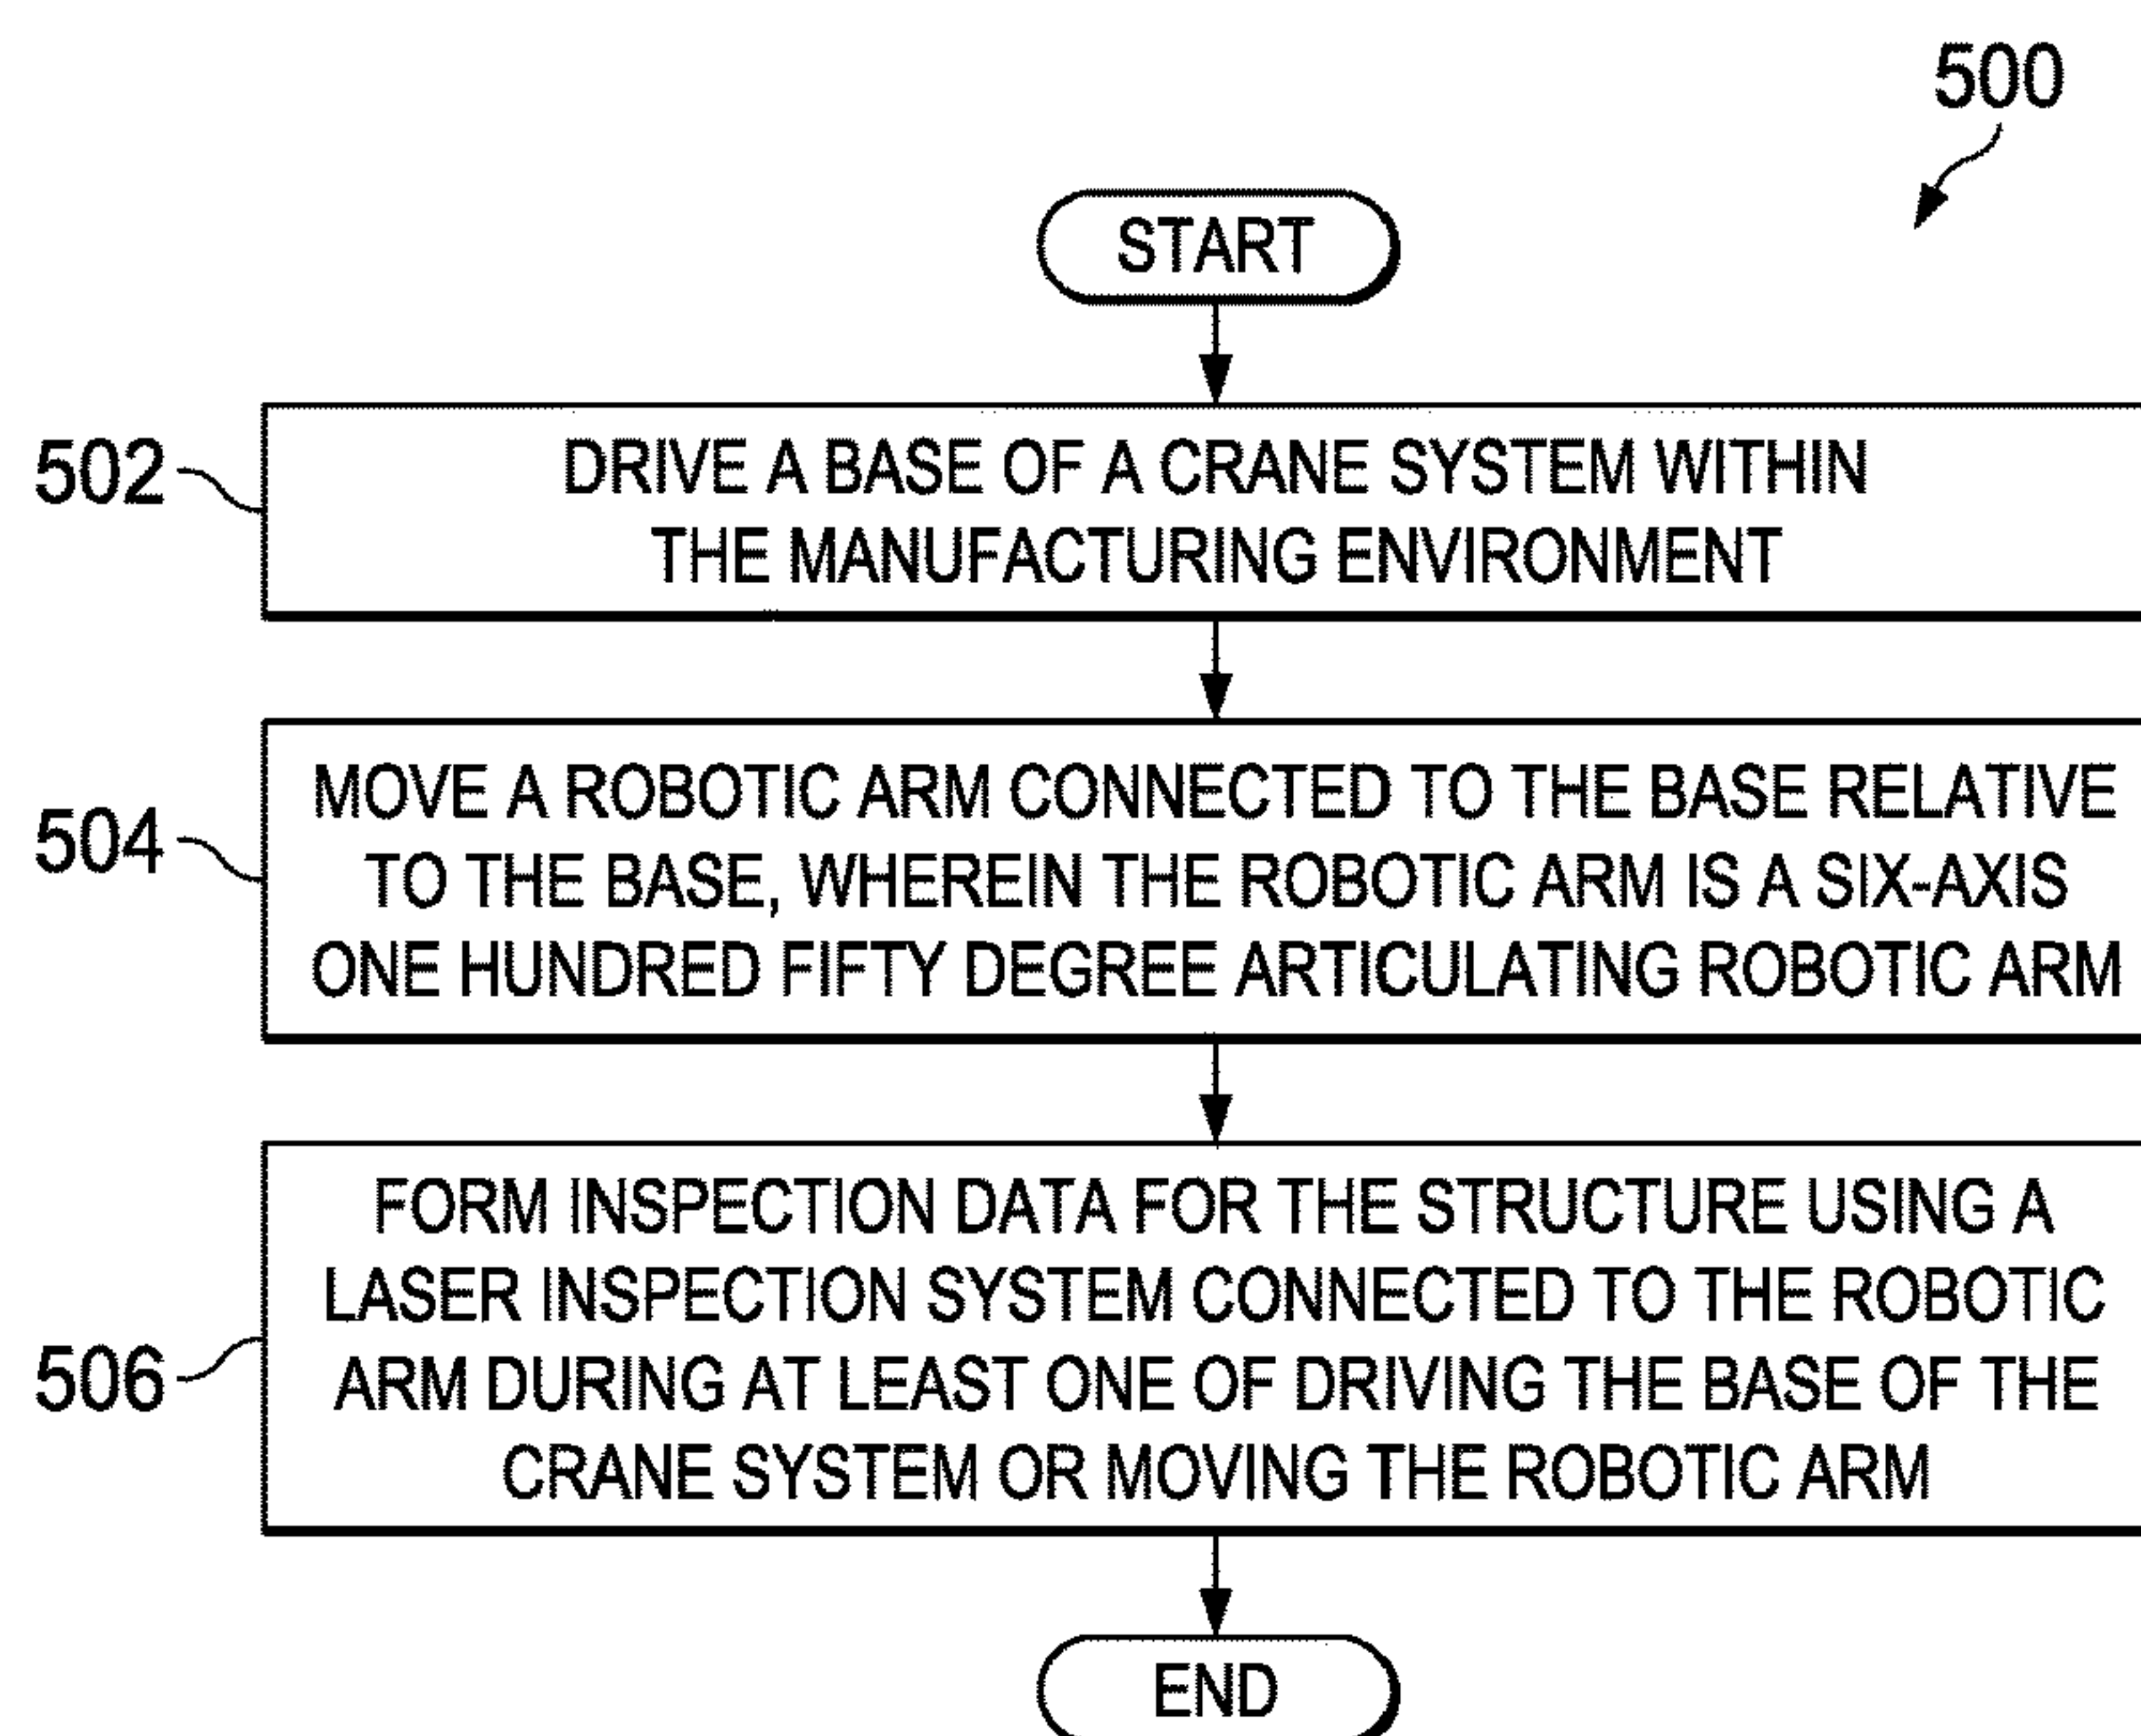 500
START
502
DRIVE A BASE OF A CRANE SYSTEM WITHIN
THE MANUFACTURING ENVIRONMENT
504
MOVE A ROBOTIC ARM CONNECTED TO THE BASE RELATIVE
TO THE BASE, WHEREIN THE ROBOTIC ARM IS A SIX-AXIS
ONE HUNDRED FIFTY DEGREE ARTICULATING ROBOTIC ARM
506
FORM INSPECTION DATA FOR THE STRUCTURE USING A
LASER INSPECTION SYSTEM CONNECTED TO THE ROBOTIC
ARM DURING AT LEAST ONE OF DRIVING THE BASE OF THE
CRANE SYSTEM OR MOVING THE ROBOTIC ARM
END